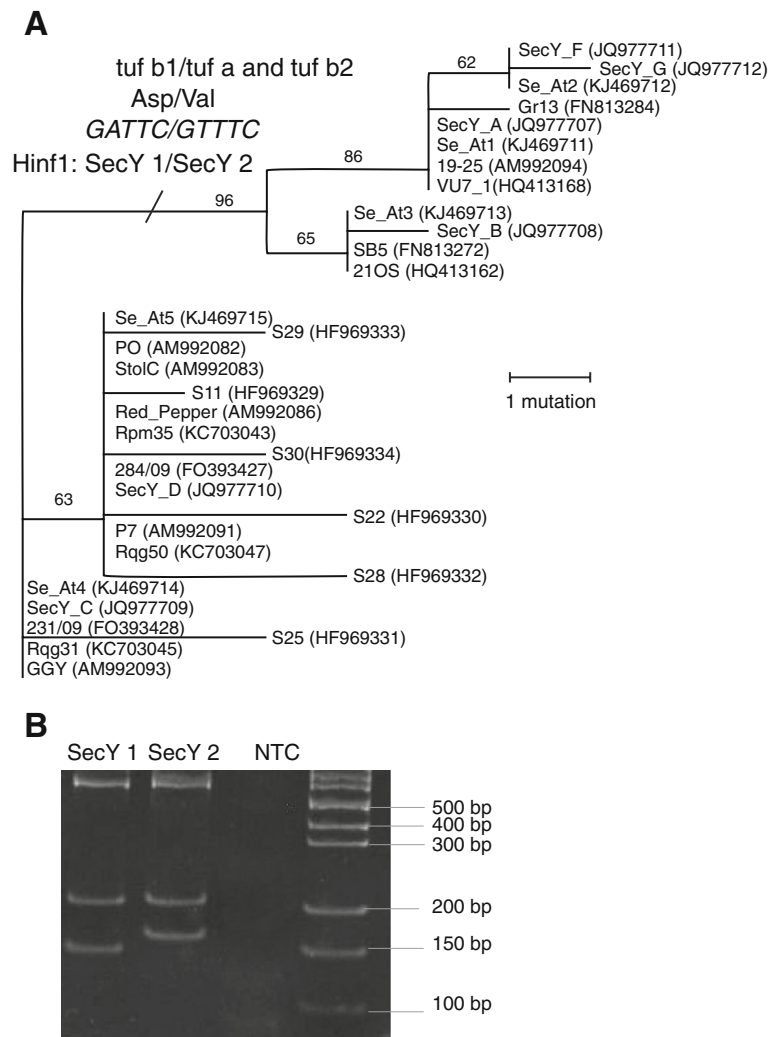 A
tuf b1/tuf a and tuf b2
Asp/Val
GATTC/GTTTC
Hinf1: SecY 1/SecY 2
62
SecY_F (JQ977711)
SecY_G (JQ977712)
Se_At2 (KJ469712)
Gr13 (FN813284)
86
SecY_A (JQ977707)
Se_At1 (KJ469711)
19-25 (AM992094)
VU7_1(HQ413168)
96
65
Se_At3 (KJ469713)
SecY_B (JQ977708)
SB5 (FN813272)
21OS (HQ413162)
Se_At5 (KJ469715)
S29 (HF969333)
PO (AM992082)
StolC (AM992083)
S11 (HF969329)
Red_Pepper (AM992086)
Rpm35 (KC703043)
S30(HF969334)
284/09 (FO393427)
SecY_D (JQ977710)
63
S22 (HF969330)
P7 (AM992091)
Rqg50 (KC703047)
S28 (HF969332)
Se_At4 (KJ469714)
SecY_C (JQ977709)
231/09 (FO393428)
S25 (HF969331)
Rqg31 (KC703045)
GGY (AM992093)
1 mutation
B
SecY 1 SecY 2 NTC
500 bp
400 bp
300 bp
200 bp
150 bp
100 bp